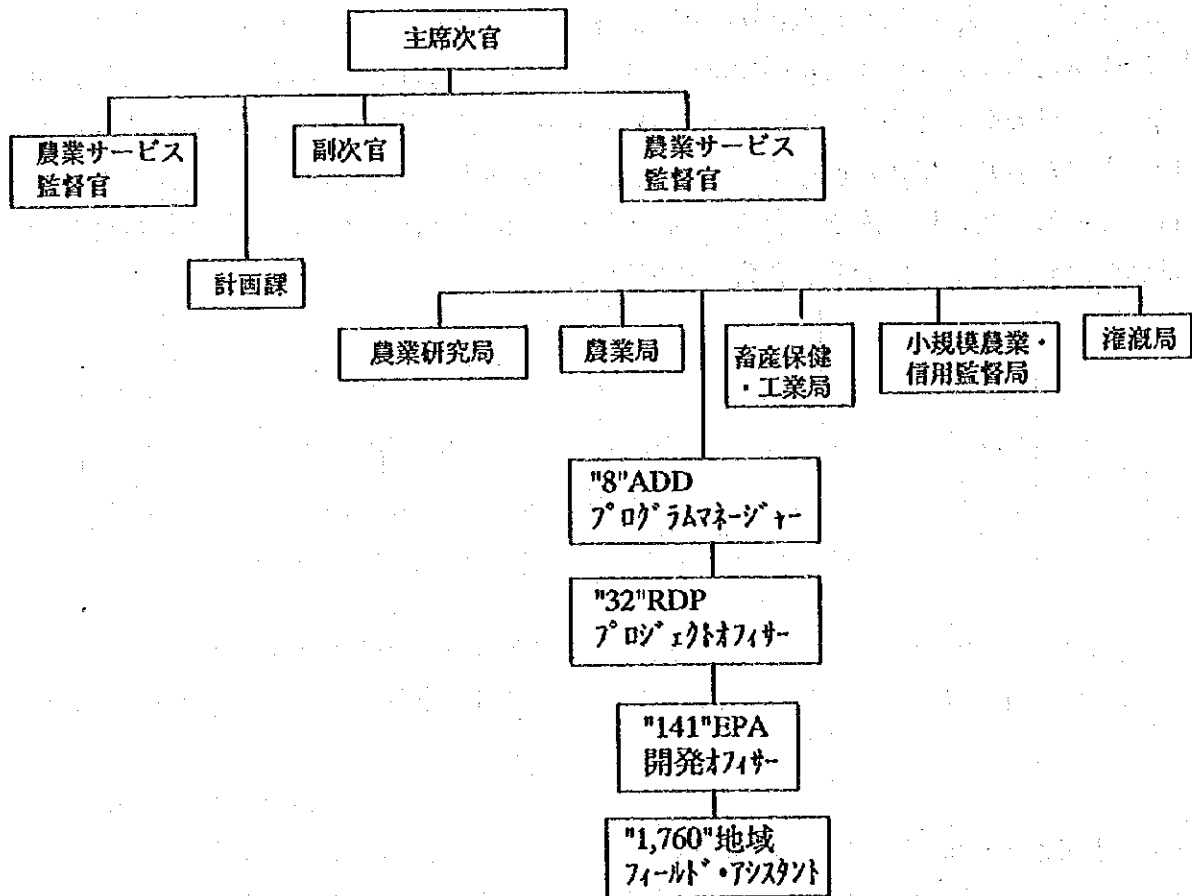 主席次官
農業サービス
監督官
副次官
農業サービス
監督官
計画課
農業研究局
農業局
畜産保健
・工業局
小規模農業・
信用監督局
灌漑局
"8"ADD
プログラムマネージャー
"32"RDP
プロジェクトオフィサー
"141"EPA
開発オフィサー
"1,760"地域
フィールド・アシスタント